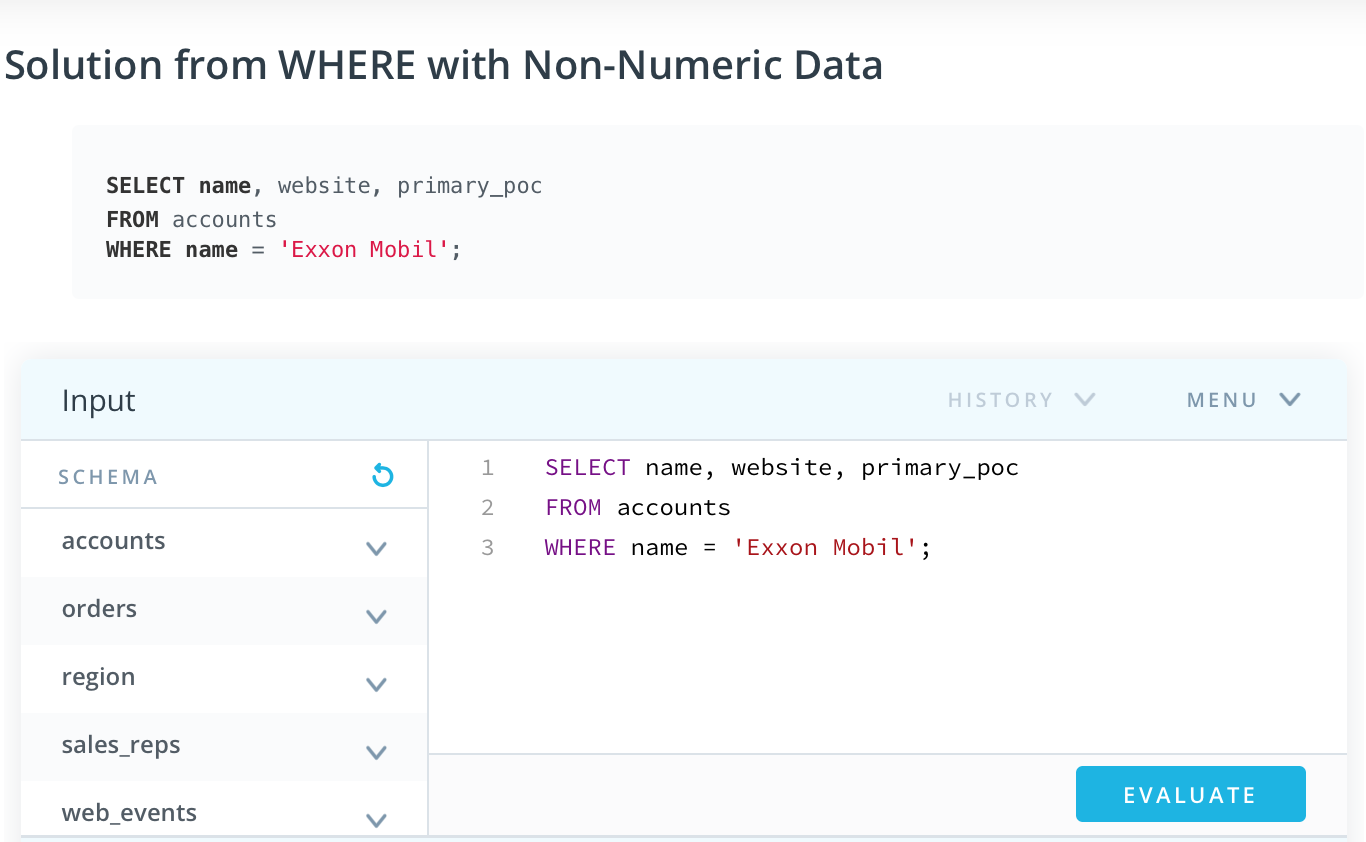 Solution from WHERE with Non-Numeric Data
SELECT name, website, primary_poc
FROM accounts
WHERE name = 'Exxon Mobil';
Input
HISTORY
MENU
SCHEMA
accounts
orders
region
sales_reps
web_events
1 SELECT name, website, primary_poc
2 FROM accounts
3 WHERE name = 'Exxon Mobil';
EVALUATE